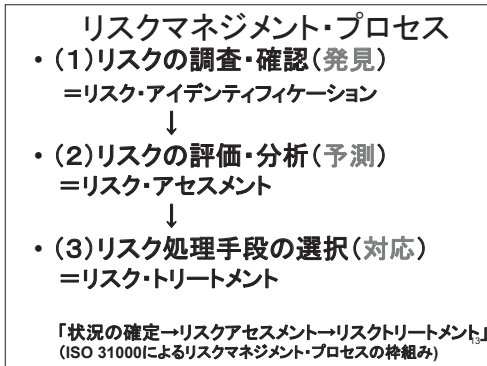 リスクマネジメント・プロセス
・(1)リスクの調査・確認(発見)
=リスク・アイデンティフィケーション
↓
・(2)リスクの評価・分析(予測)
=リスク・アセスメント
↓
・(3)リスク処理手段の選択(対応)
=リスク・トリートメント
「状況の確定→リスクアセスメント→リスクトリートメント」
13
(ISO 31000によるリスクマネジメント・プロセスの枠組み)